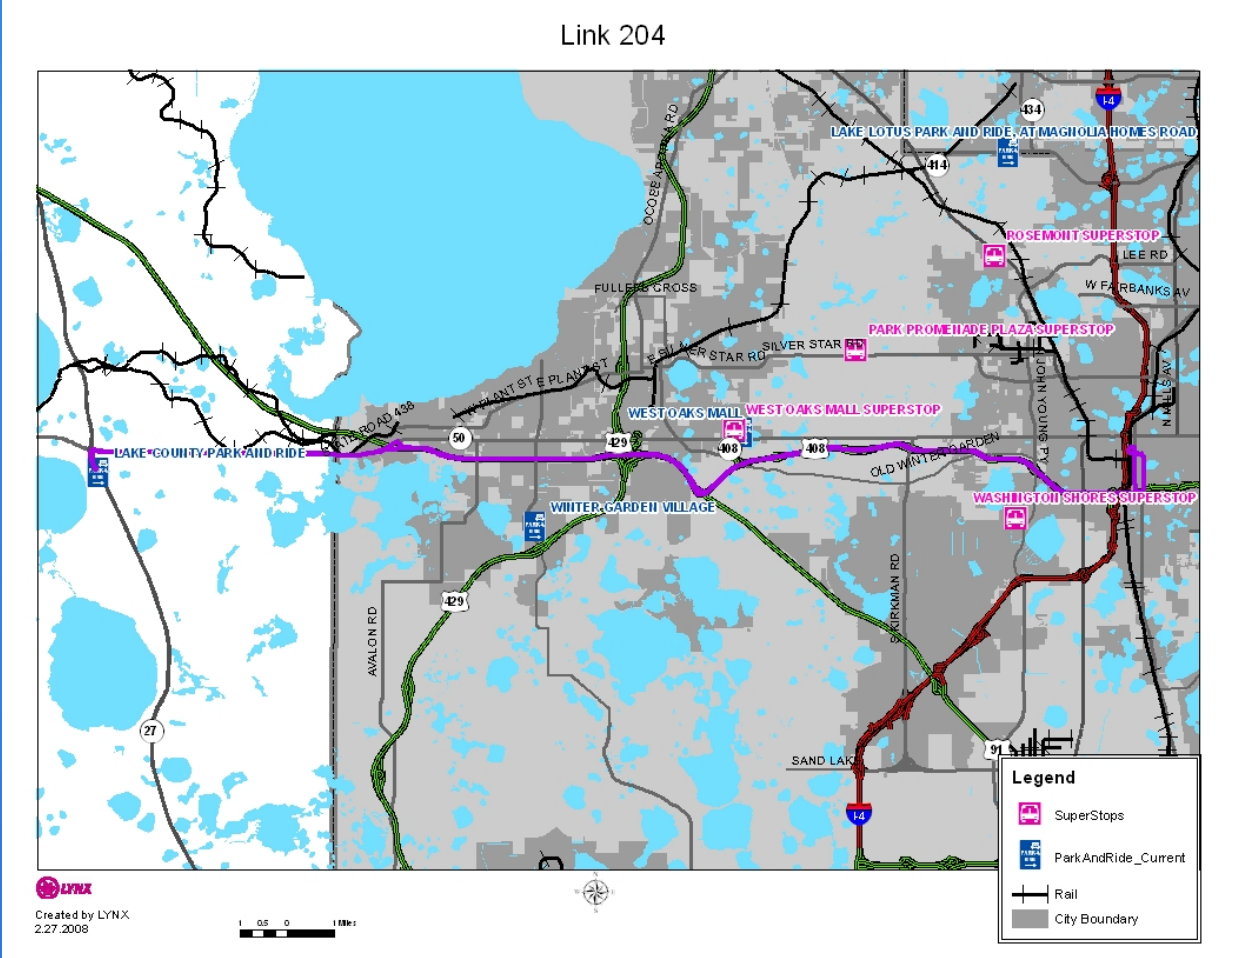 Link 204
I-4
434
LAKE LOTUS PARK AND RIDE, AT MAGNOLIA HOMES ROAD
414
OCOEE APOPKA RD
ROSEMONT SUPERSTOP
LEE RD
FULLERS CROSS
W FAIRBANKS AV
PARK PROMENADE PLAZA SUPERSTOP
SILVER STAR RD
E SILVER STAR RD
E PLANT ST
W PLANT ST
JOHN YOUNG PY
N MILLS AV
STATE ROAD 438
WEST OAKS MALL
WEST OAKS MALL SUPERSTOP
50
429
408
408
OLD WINTER GARDEN
LAKE COUNTY PARK AND RIDE
WASHINGTON SHORES SUPERSTOP
WINTER GARDEN VILLAGE
429
S KIRKMAN RD
AVALON RD
27
91
SAND LAKE
I-4
Legend
SuperStops
ParkAndRide_Current
Rail
City Boundary
LYNX
Created by LYNX
2.27.2008
1 0.5 0 1 Miles